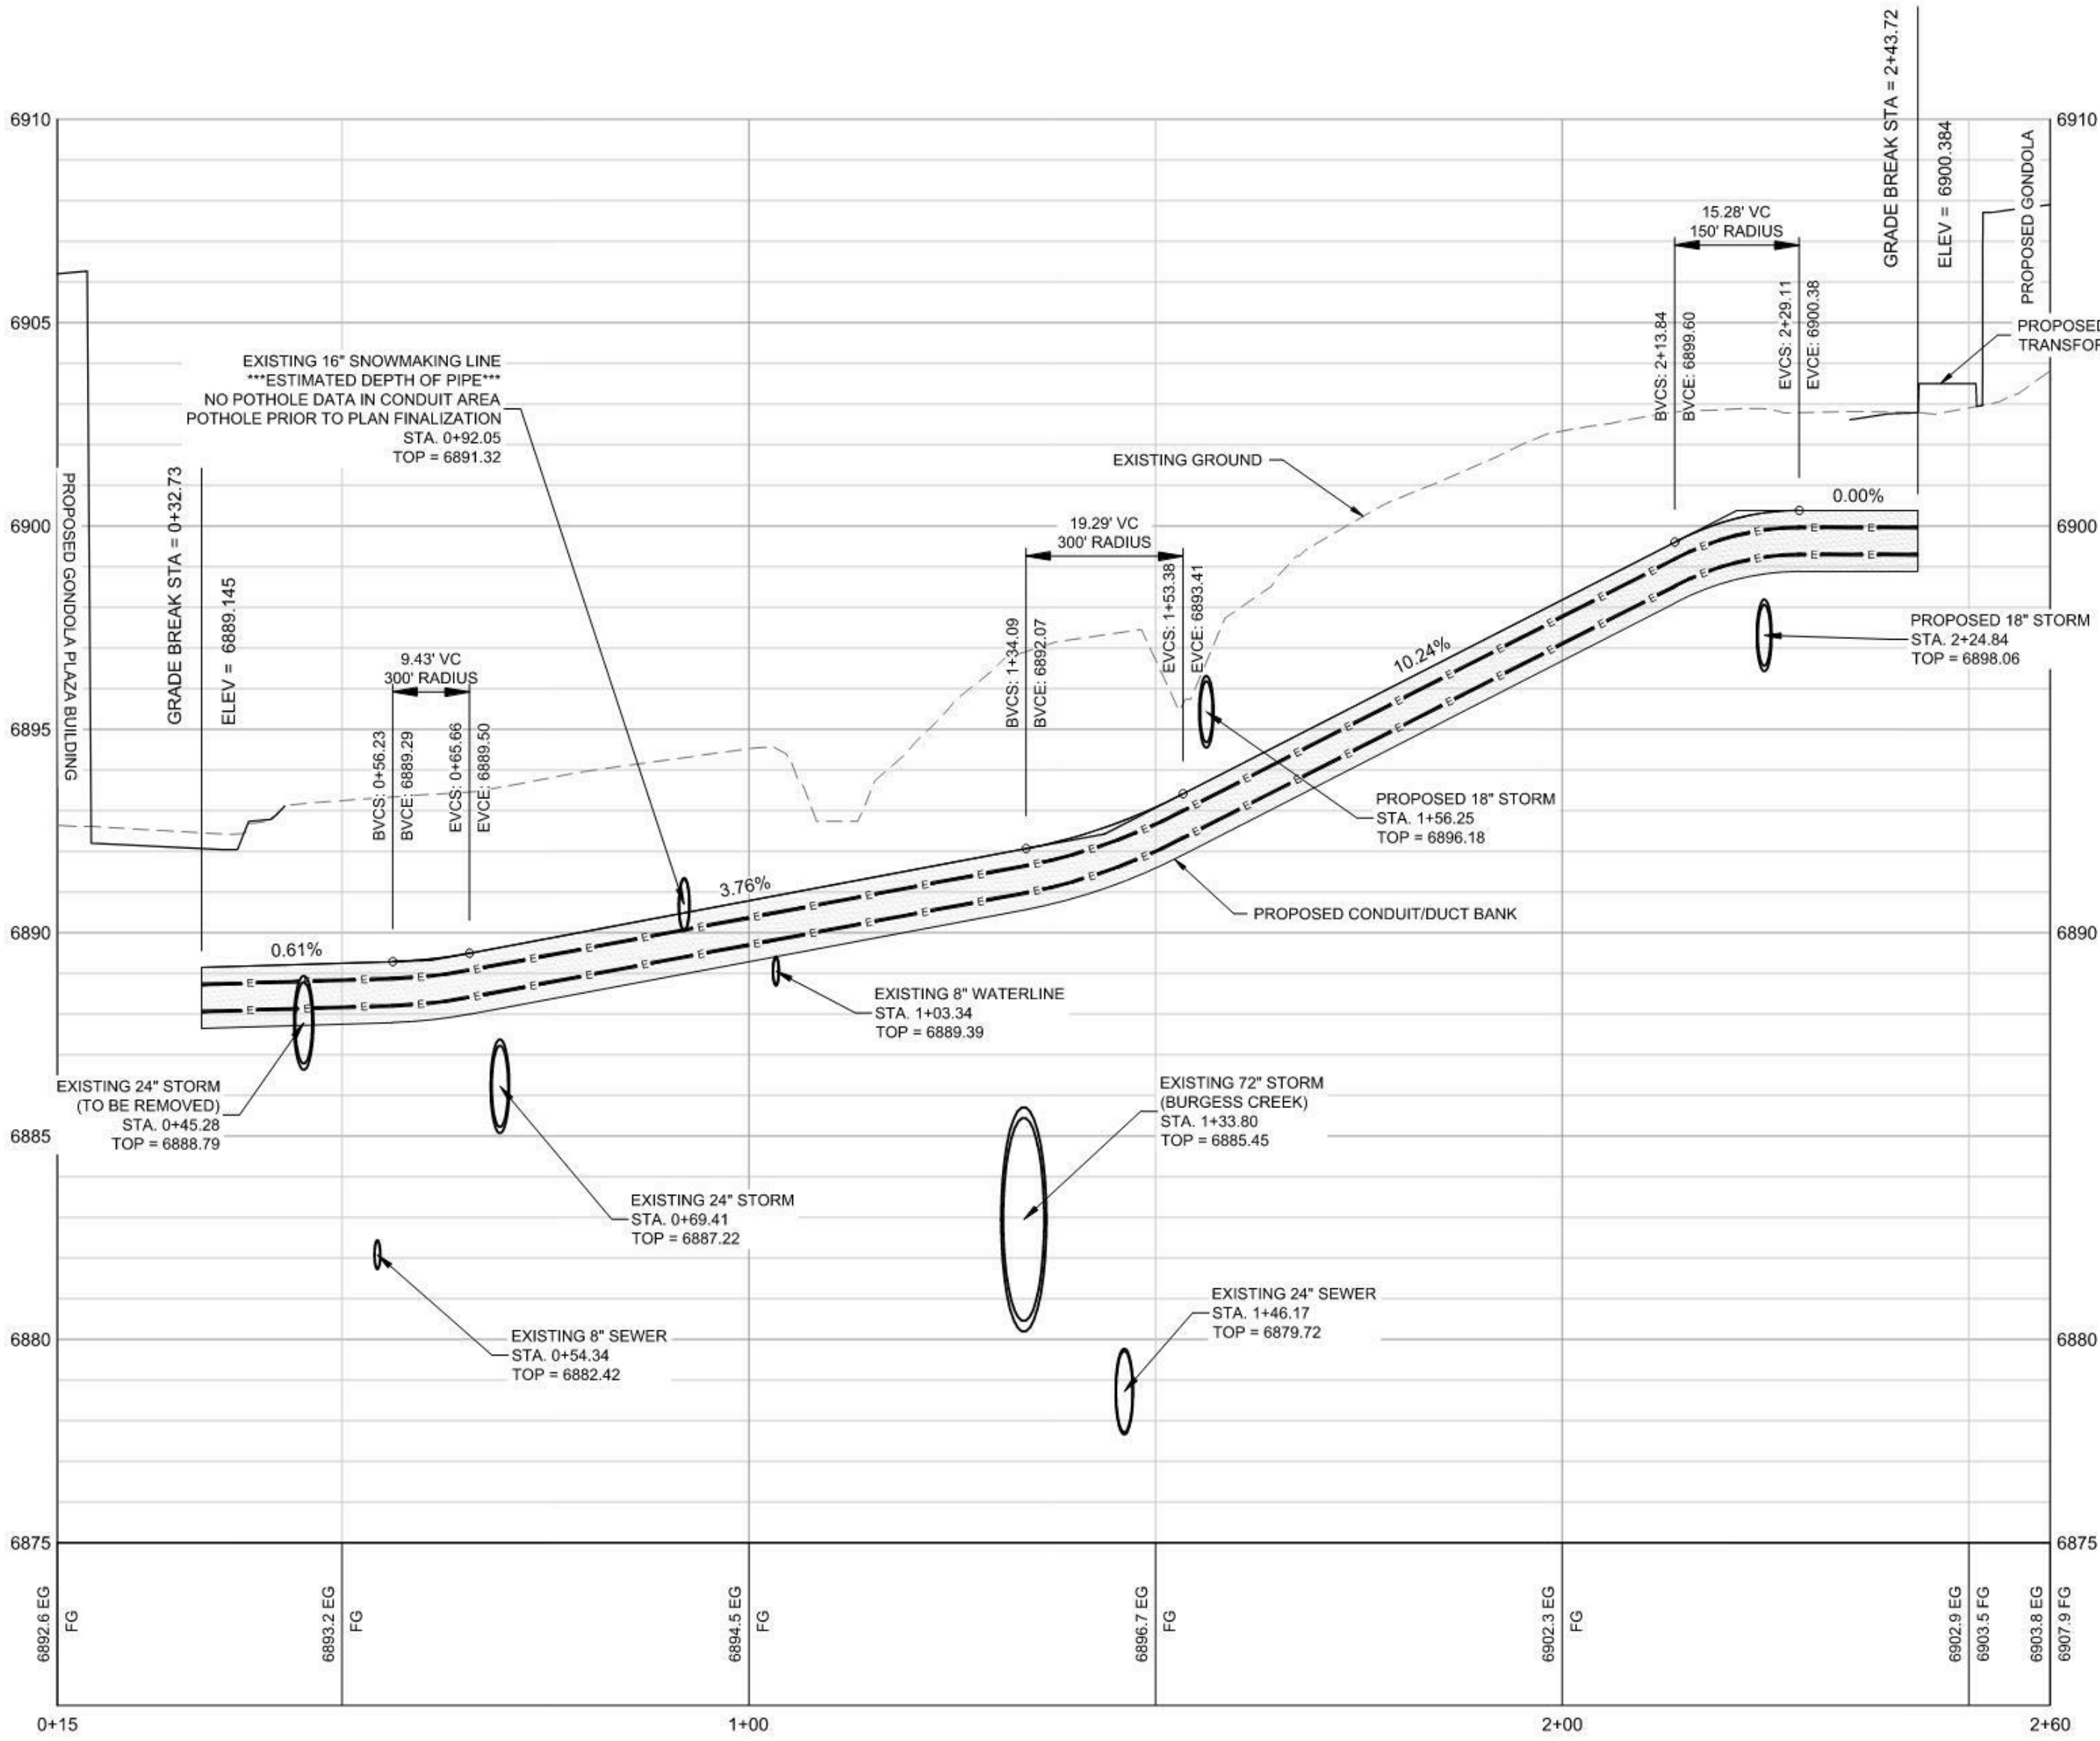 GRADE BREAK STA = 2+43.72
ELEV = 6900.384
PROPOSED GONDOLA
6910
6910
15.28' VC
150' RADIUS
BVCS: 2+13.84
BVCE: 6899.60
EVCS: 2+29.11
EVCE: 6900.38
6905
6905
EXISTING 16" SNOWMAKING LINE
***ESTIMATED DEPTH OF PIPE***
NO POTHOLE DATA IN CONDUIT AREA
POTHOLE PRIOR TO PLAN FINALIZATION
STA. 0+92.05
TOP = 6891.32
PROPOSED GONDOLA PLAZA BUILDING
GRADE BREAK STA = 0+32.73
ELEV = 6889.145
EXISTING GROUND
0.00%
6900
6900
19.29' VC
300' RADIUS
BVCS: 1+34.09
BVCE: 6892.07
EVCS: 1+53.38
EVCE: 6893.41
PROPOSED 18" STORM
STA. 2+24.84
TOP = 6898.06
10.24%
9.43' VC
300' RADIUS
BVCS: 0+56.23
BVCE: 6889.29
EVCS: 0+65.66
EVCE: 6889.50
6895
6895
PROPOSED 18" STORM
STA. 1+56.25
TOP = 6896.18
3.76%
PROPOSED CONDUIT/DUCT BANK
6890
6890
0.61%
EXISTING 8" WATERLINE
STA. 1+03.34
TOP = 6889.39
EXISTING 24" STORM
(TO BE REMOVED)
STA. 0+45.28
TOP = 6888.79
EXISTING 72" STORM
(BURGESS CREEK)
STA. 1+33.80
TOP = 6885.45
6885
6885
EXISTING 24" STORM
STA. 0+69.41
TOP = 6887.22
EXISTING 24" SEWER
STA. 1+46.17
TOP = 6879.72
6880
6880
EXISTING 8" SEWER
STA. 0+54.34
TOP = 6882.42
6875
6875
6892.6 EG
FG
6893.2 EG
FG
6894.5 EG
FG
6896.7 EG
FG
6902.3 EG
FG
6902.9 EG
6903.5 FG
6903.8 EG
6907.9 FG
0+15
1+00
2+00
2+60